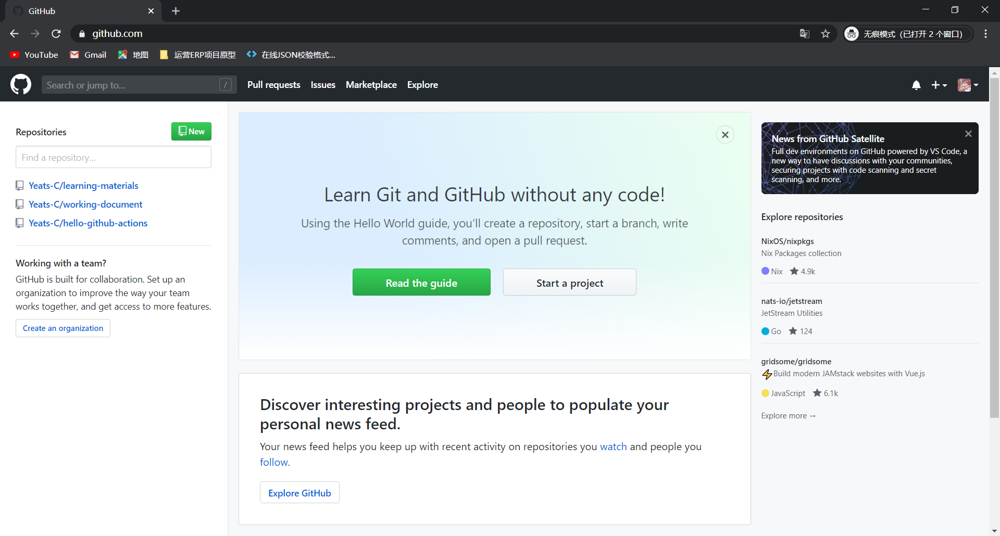 GitHub
github.com
无痕模式 (已打开 2 个窗口)
YouTube
Gmail
地图
运营ERP项目原型
在线JSON校验格式...
Search or jump to...
/
Pull requests
Issues
Marketplace
Explore
Repositories
New
Find a repository...
Yeats-C/learning-materials
Yeats-C/working-document
Yeats-C/hello-github-actions
Working with a team?
GitHub is built for collaboration. Set up an
organization to improve the way your team
works together, and get access to more features.
Create an organization
Learn Git and GitHub without any code!
Using the Hello World guide, you’ll create a repository, start a branch, write
comments, and open a pull request.
Read the guide
Start a project
Discover interesting projects and people to populate your
personal news feed.
Your news feed helps you keep up with recent activity on repositories you watch and people you
follow.
Explore GitHub
News from GitHub Satellite
Full dev environments on GitHub powered by VS Code, a
new way to have discussions with your communities,
securing projects with code scanning and secret
scanning, and more.
Explore repositories
NixOS/nixpkgs
Nix Packages collection
Nix 4.9k
nats-io/jetstream
JetStream Utilities
Go 124
gridsome/gridsome
⚡Build modern JAMstack websites with Vue.js
JavaScript 6.1k
Explore more →